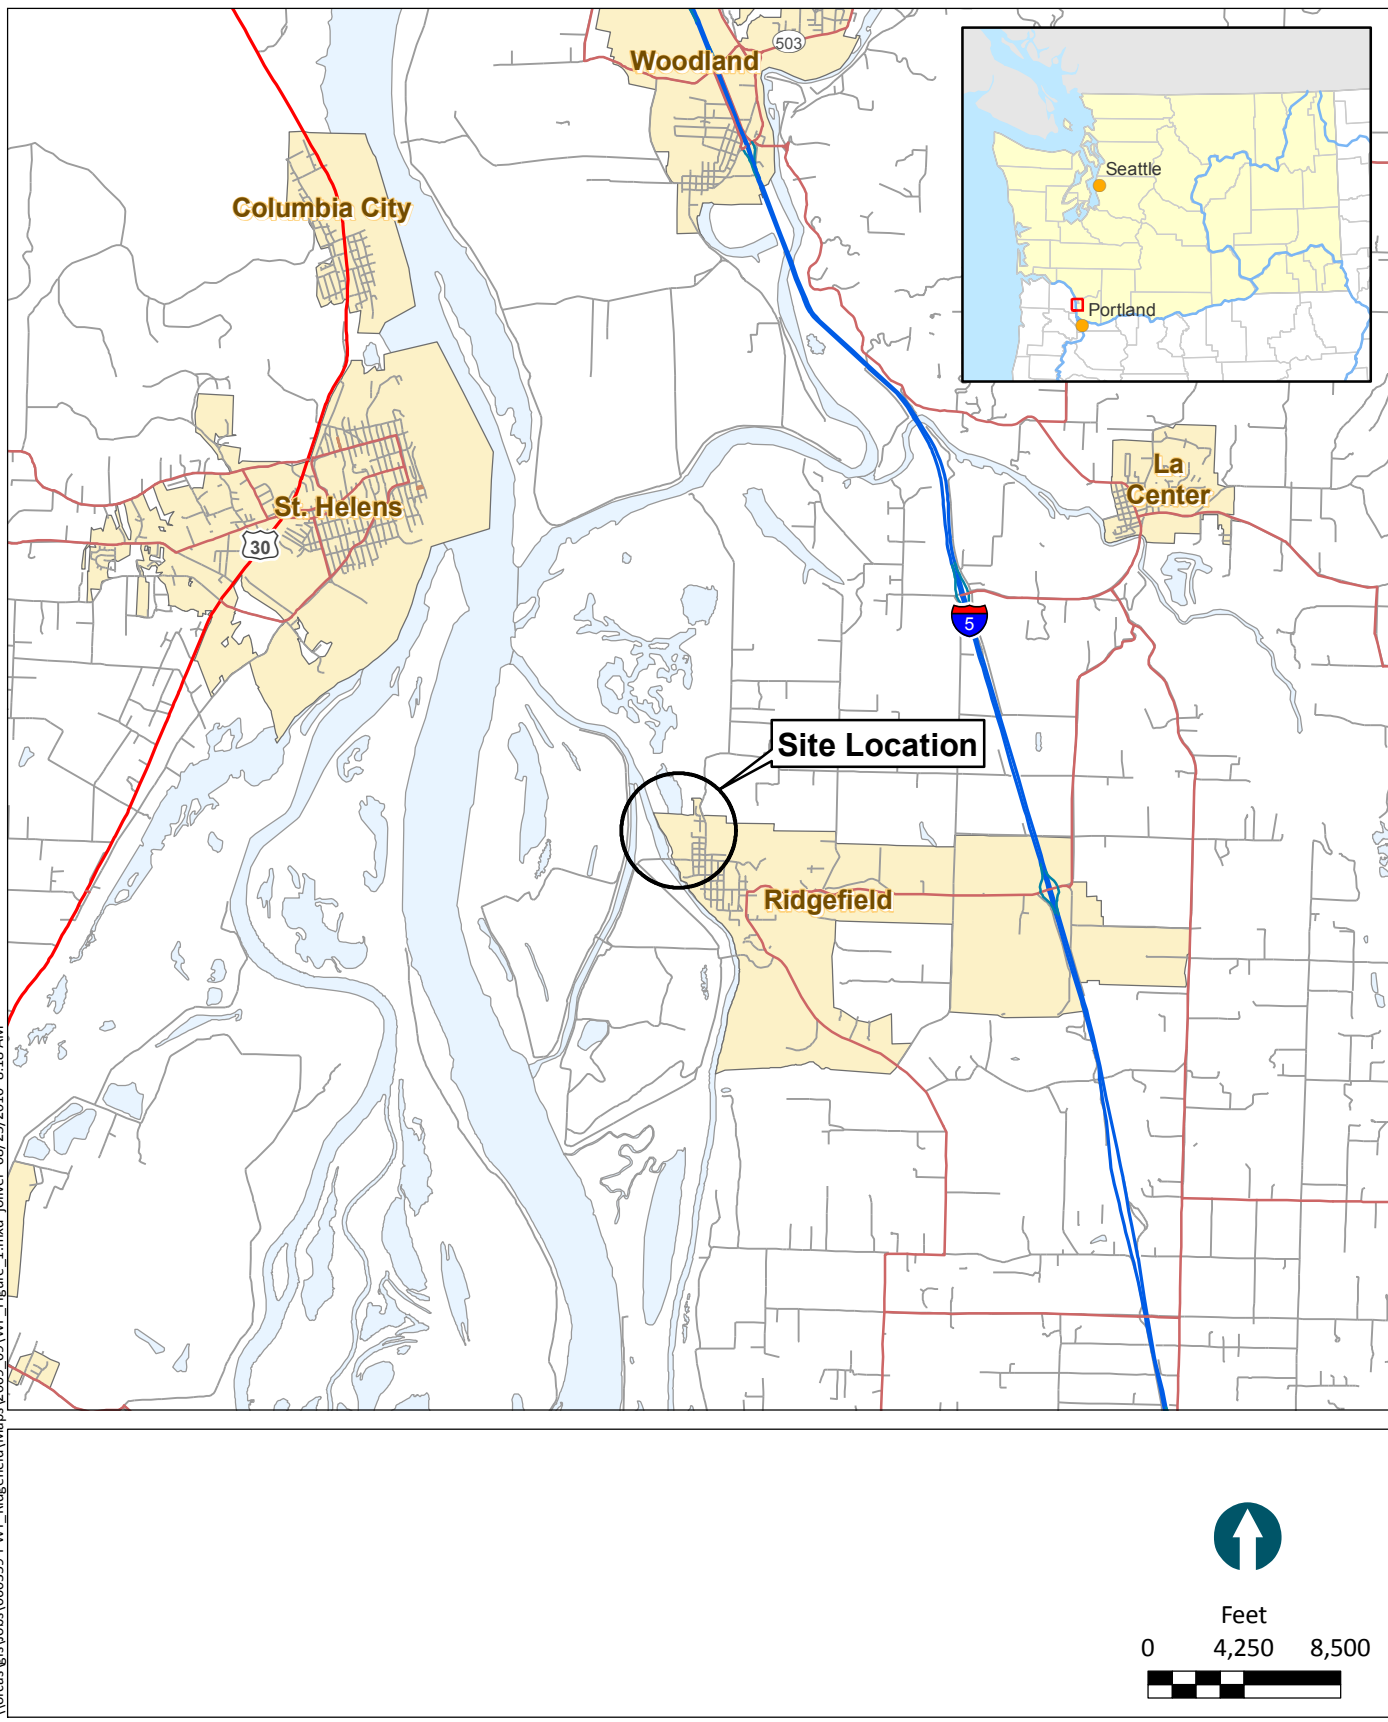 Woodland
503
Seattle
Portland
Columbia City
La
Center
St. Helens
30
5
Site Location
Ridgefield
Feet
0 4,250 8,500